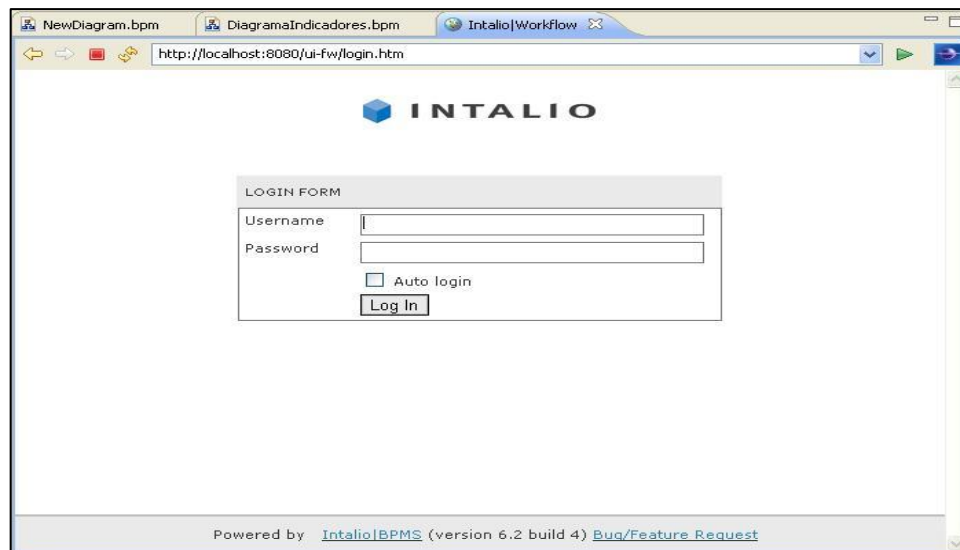 NewDiagram.bpm DiagramaIndicadores.bpm Intalio|Workflow
http://localhost:8080/ui-fw/login.htm
INTALIO
LOGIN FORM
Username
Password
Auto login
Log In
Powered by Intalio|BPMS (version 6.2 build 4) Bug/Feature Request